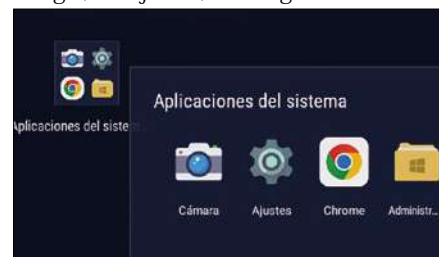 Aplicaciones del siste
Aplicaciones del sistema
Cámara
Ajustes
Chrome
Administr...